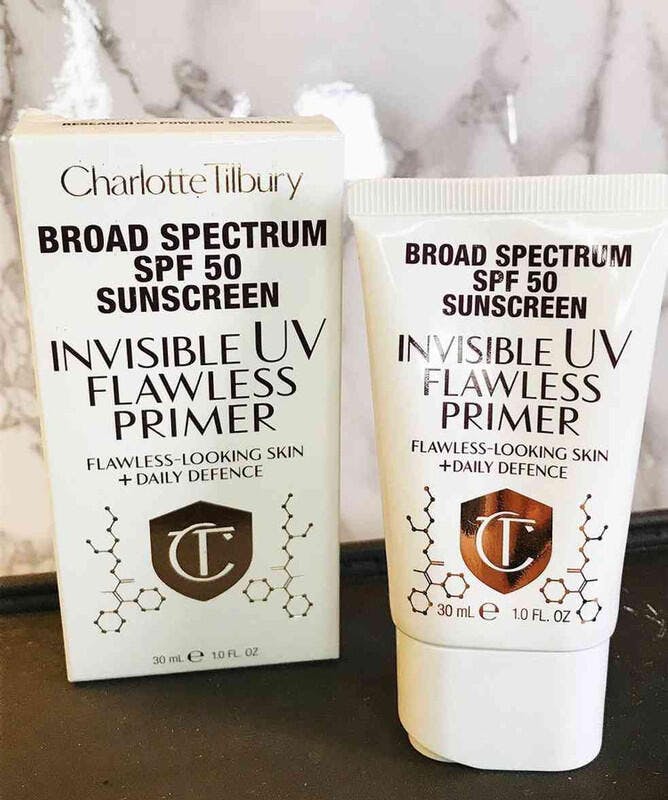 RESEARCH POWERED SKINCARE
Charlotte Tilbury
BROAD SPECTRUM
SPF 50
SUNSCREEN
INVISIBLE UV
FLAWLESS
PRIMER
FLAWLESS-LOOKING SKIN
+ DAILY DEFENCE
CT
30 mL e 1.0 FL. OZ
BROAD SPECTRUM
SPF 50
SUNSCREEN
INVISIBLE UV
FLAWLESS
PRIMER
FLAWLESS-LOOKING SKIN
+ DAILY DEFENCE
CT
30 mL e 1.0 FL. OZ